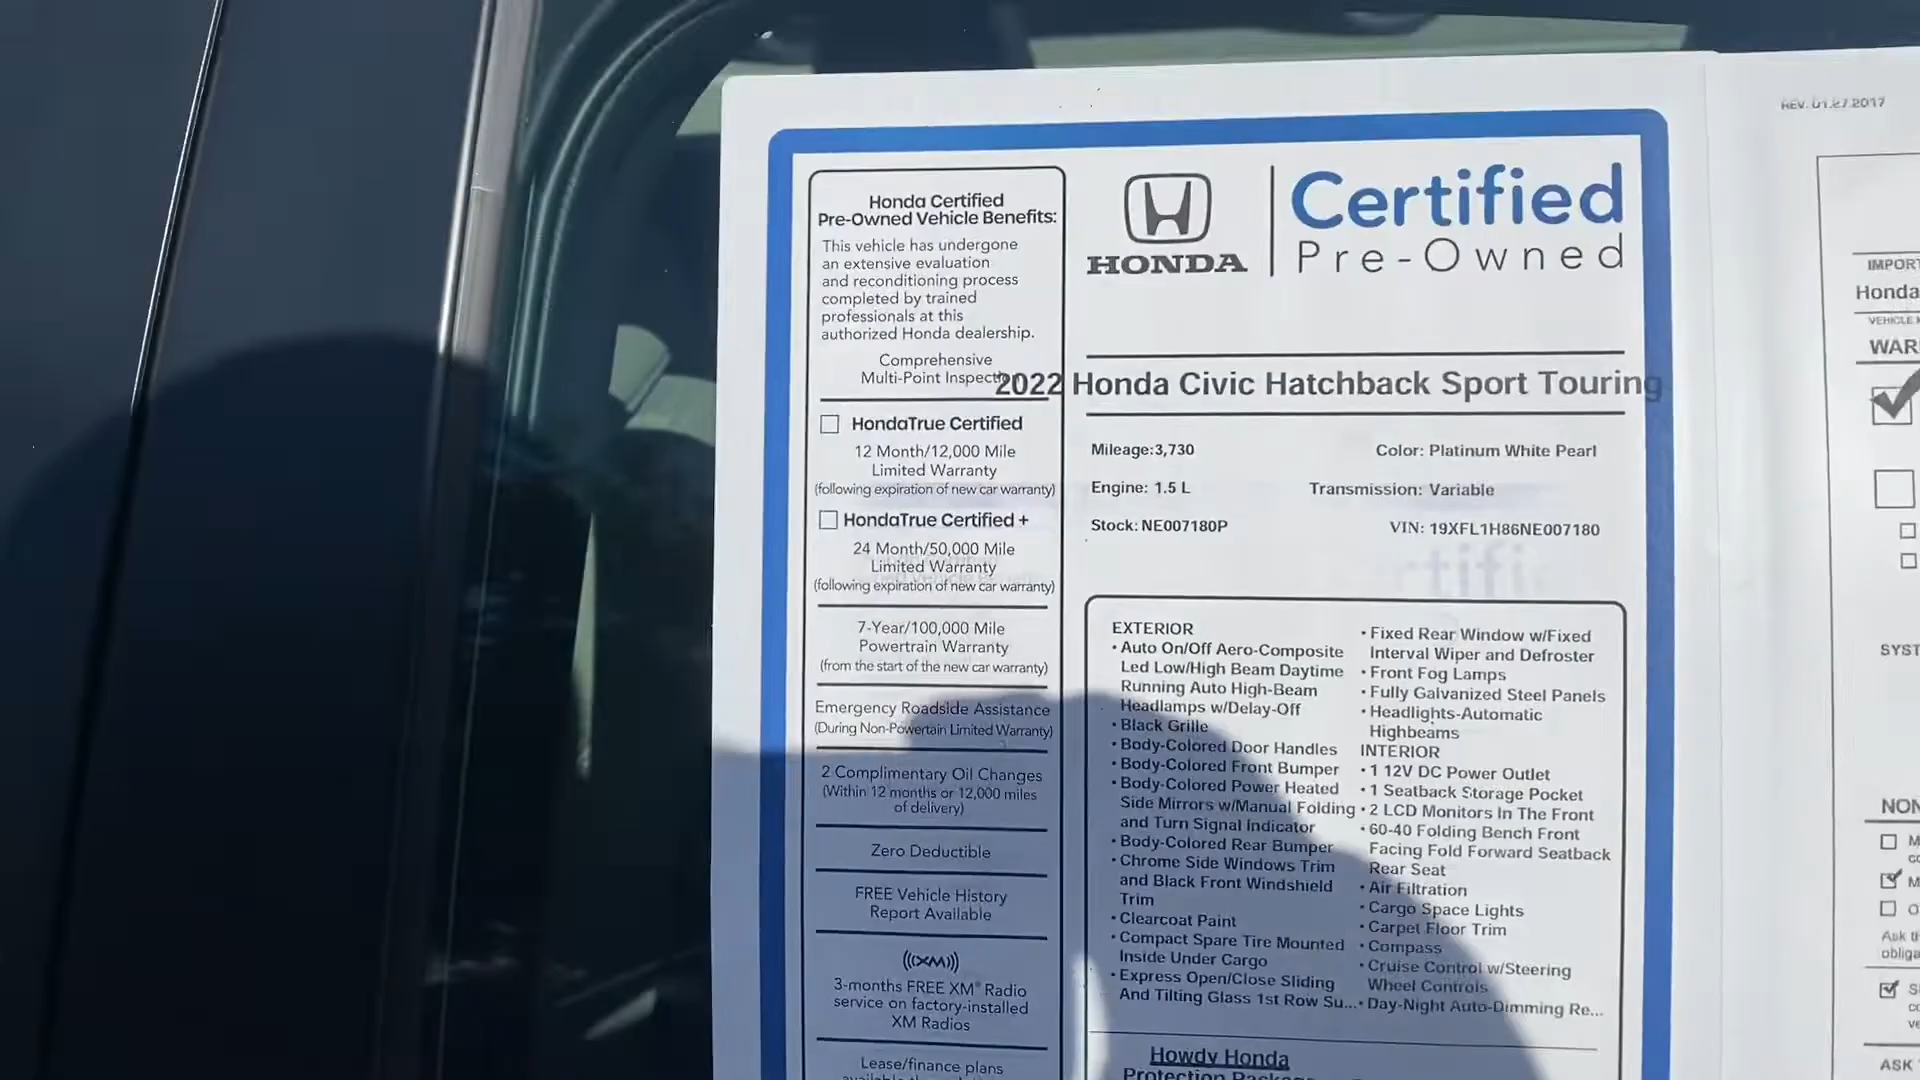 REV. 01.27.2017
Honda Certified
Pre-Owned Vehicle Benefits:
This vehicle has undergone
an extensive evaluation
and reconditioning process
completed by trained
professionals at this
authorized Honda dealership.
Comprehensive
Multi-Point Inspection
HondaTrue Certified
12 Month/12,000 Mile
Limited Warranty
(following expiration of new car warranty)
HondaTrue Certified +
24 Month/50,000 Mile
Limited Warranty
(following expiration of new car warranty)
7-Year/100,000 Mile
Powertrain Warranty
(from the start of the new car warranty)
Emergency Roadside Assistance
(During Non-Powertain Limited Warranty)
2 Complimentary Oil Changes
(Within 12 months or 12,000 miles
of delivery)
Zero Deductible
FREE Vehicle History
Report Available
(((XM)))
3-months FREE XM® Radio
service on factory-installed
XM Radios
Lease/finance plans
HONDA
Certified
Pre-Owned
2022 Honda Civic Hatchback Sport Touring
Mileage:3,730
Color: Platinum White Pearl
Engine: 1.5 L
Transmission: Variable
Stock: NE007180P
VIN: 19XFL1H86NE007180
EXTERIOR
• Auto On/Off Aero-Composite
Led Low/High Beam Daytime
Running Auto High-Beam
Headlamps w/Delay-Off
• Black Grille
• Body-Colored Door Handles
• Body-Colored Front Bumper
• Body-Colored Power Heated
Side Mirrors w/Manual Folding
and Turn Signal Indicator
• Body-Colored Rear Bumper
• Chrome Side Windows Trim
and Black Front Windshield
Trim
• Clearcoat Paint
• Compact Spare Tire Mounted
Inside Under Cargo
• Express Open/Close Sliding
And Tilting Glass 1st Row Su...
• Fixed Rear Window w/Fixed
Interval Wiper and Defroster
• Front Fog Lamps
• Fully Galvanized Steel Panels
• Headlights-Automatic
Highbeams
INTERIOR
• 1 12V DC Power Outlet
• 1 Seatback Storage Pocket
• 2 LCD Monitors In The Front
• 60-40 Folding Bench Front
Facing Fold Forward Seatback
Rear Seat
• Air Filtration
• Cargo Space Lights
• Carpet Floor Trim
• Compass
• Cruise Control w/Steering
Wheel Controls
• Day-Night Auto-Dimming Re...
Howdy Honda
Protection
IMPORT
Honda
VEHICLE
WAR
SYST
NON
Ask th
obliga
ASK